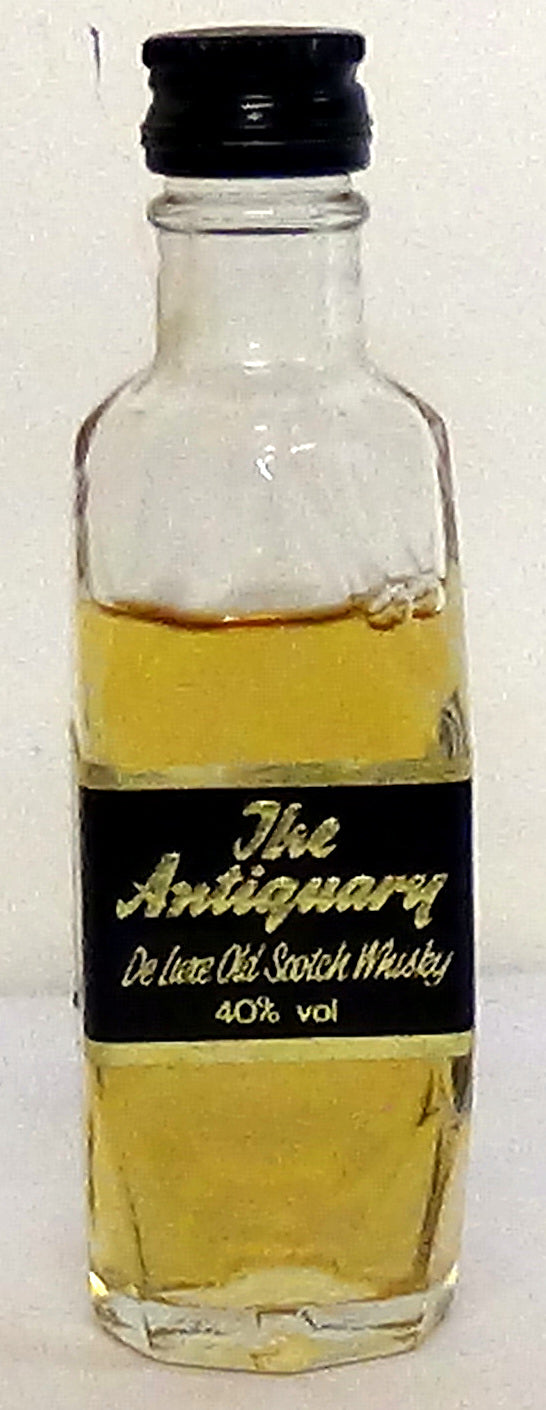 The
Antiquary
De Luxe Old Scotch Whisky
40% vol